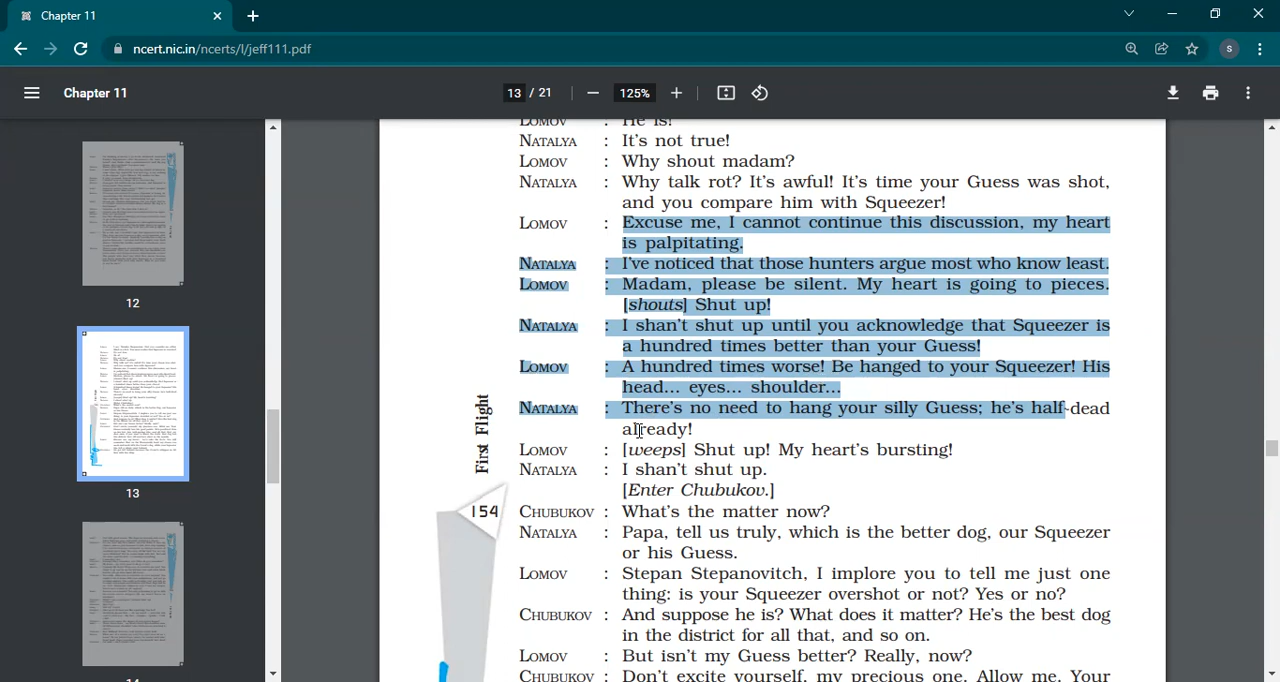 Chapter 11
ncert.nic.in/ncerts/l/jeff111.pdf
S
Chapter 11
13 / 21
125%
12
13
LOMOV : He is!
NATALYA : It's not true!
LOMOV : Why shout madam?
NATALYA : Why talk rot? It's awful! It's time your Guess was shot,
and you compare him with Squeezer!
LOMOV : Excuse me, I cannot continue this discussion, my heart
is palpitating.
NATALYA : I've noticed that those hunters argue most who know least.
LOMOV : Madam, please be silent. My heart is going to pieces.
[shouts] Shut up!
NATALYA : I shan't shut up until you acknowledge that Squeezer is
a hundred times better than your Guess!
LOMOV : A hundred times worse! Be hanged to your Squeezer! His
head... eyes... shoulder...
NATALYA : There's no need to hang your silly Guess; he's half-dead
already!
LOMOV : [weeps] Shut up! My heart's bursting!
NATALYA : I shan't shut up.
[Enter Chubukov.]
CHUBUKOV : What's the matter now?
NATALYA : Papa, tell us truly, which is the better dog, our Squeezer
or his Guess.
LOMOV : Stepan Stepanovitch, I implore you to tell me just one
thing: is your Squeezer overshot or not? Yes or no?
CHUBUKOV : And suppose he is? What does it matter? He's the best dog
in the district for all that, and so on.
LOMOV : But isn't my Guess better? Really, now?
CHUBUKOV : Don't excite yourself, my precious one. Allow me. Your
First Flight
154